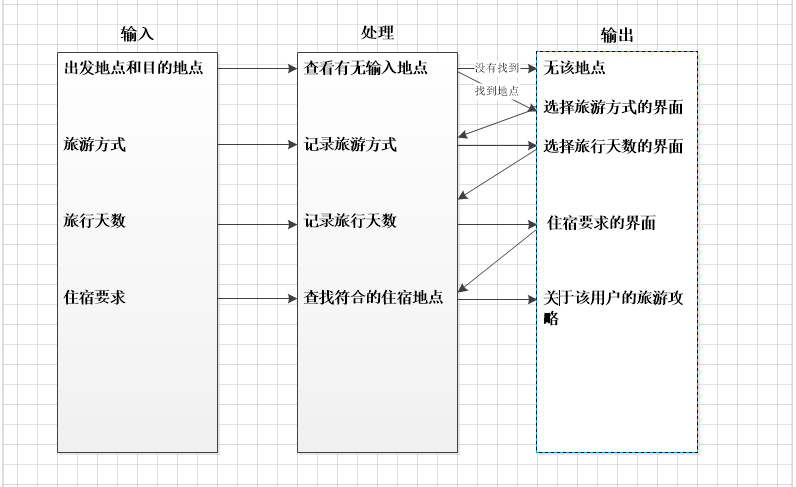 输入
处理
输出
出发地点和目的地点
查看有无输入地点
没有找到
无该地点
找到地点
选择旅游方式的界面
旅游方式
记录旅游方式
选择旅行天数的界面
旅行天数
记录旅行天数
住宿要求的界面
住宿要求
查找符合的住宿地点
关于该用户的旅游攻
略